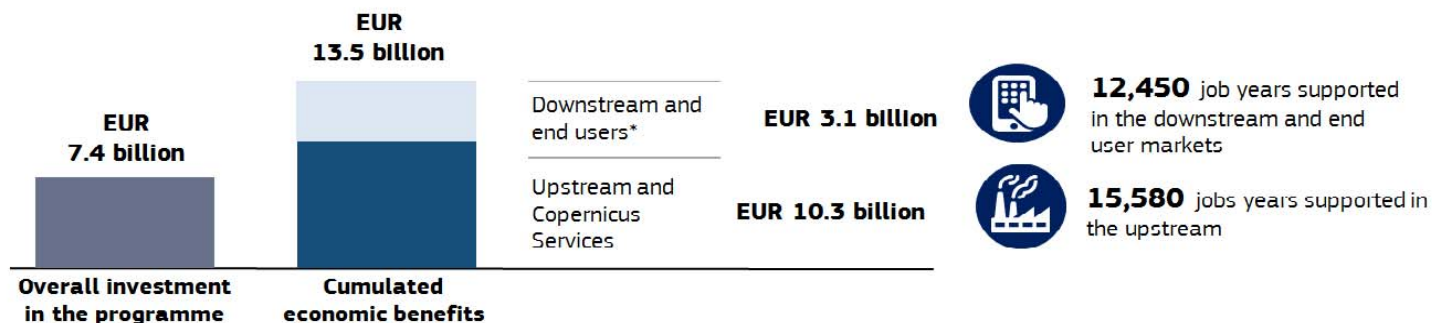 EUR
13.5 billion
EUR
7.4 billion
Downstream and
end users*
EUR 3.1 billion
Upstream and
Copernicus
Services
EUR 10.3 billion
12,450 job years supported
in the downstream and end
user markets
15,580 jobs years supported in
the upstream
Overall investment
in the programme
Cumulated
economic benefits